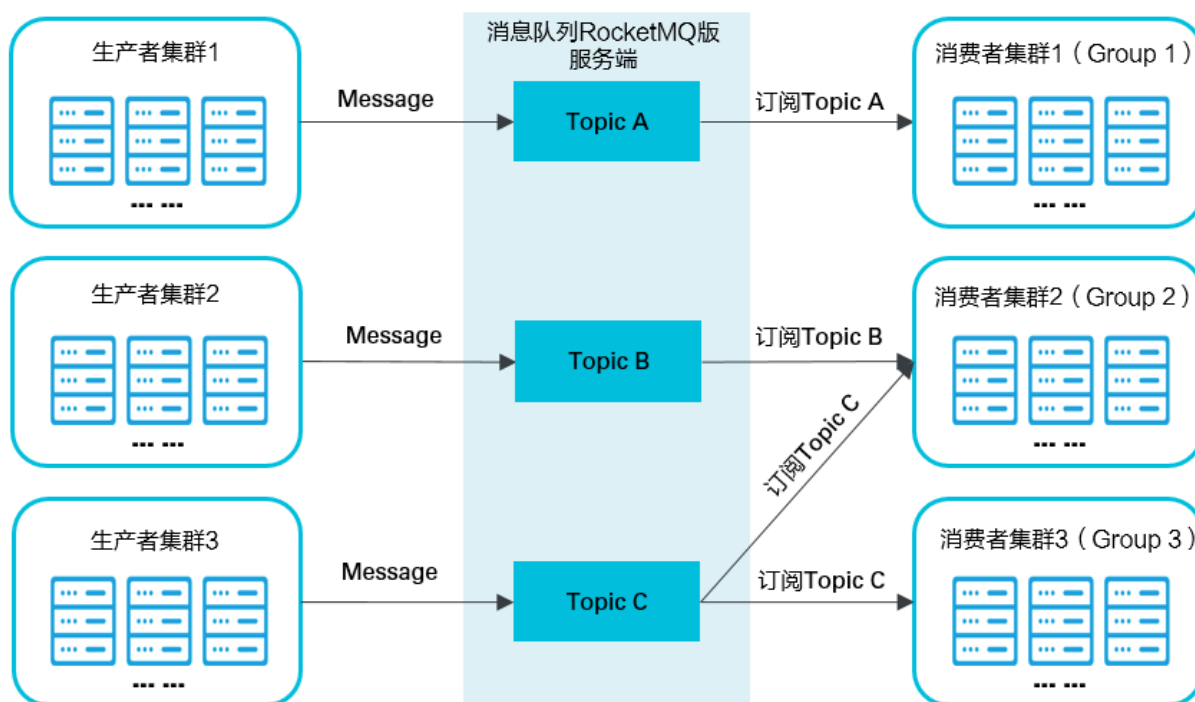 消息队列RocketMQ版
服务端
生产者集群1
Message
Topic A
订阅Topic A
消费者集群1（Group 1）
... ...
... ...
生产者集群2
Message
Topic B
订阅Topic B
消费者集群2（Group 2）
... ...
... ...
订阅Topic C
生产者集群3
Message
Topic C
订阅Topic C
消费者集群3（Group 3）
... ...
... ...